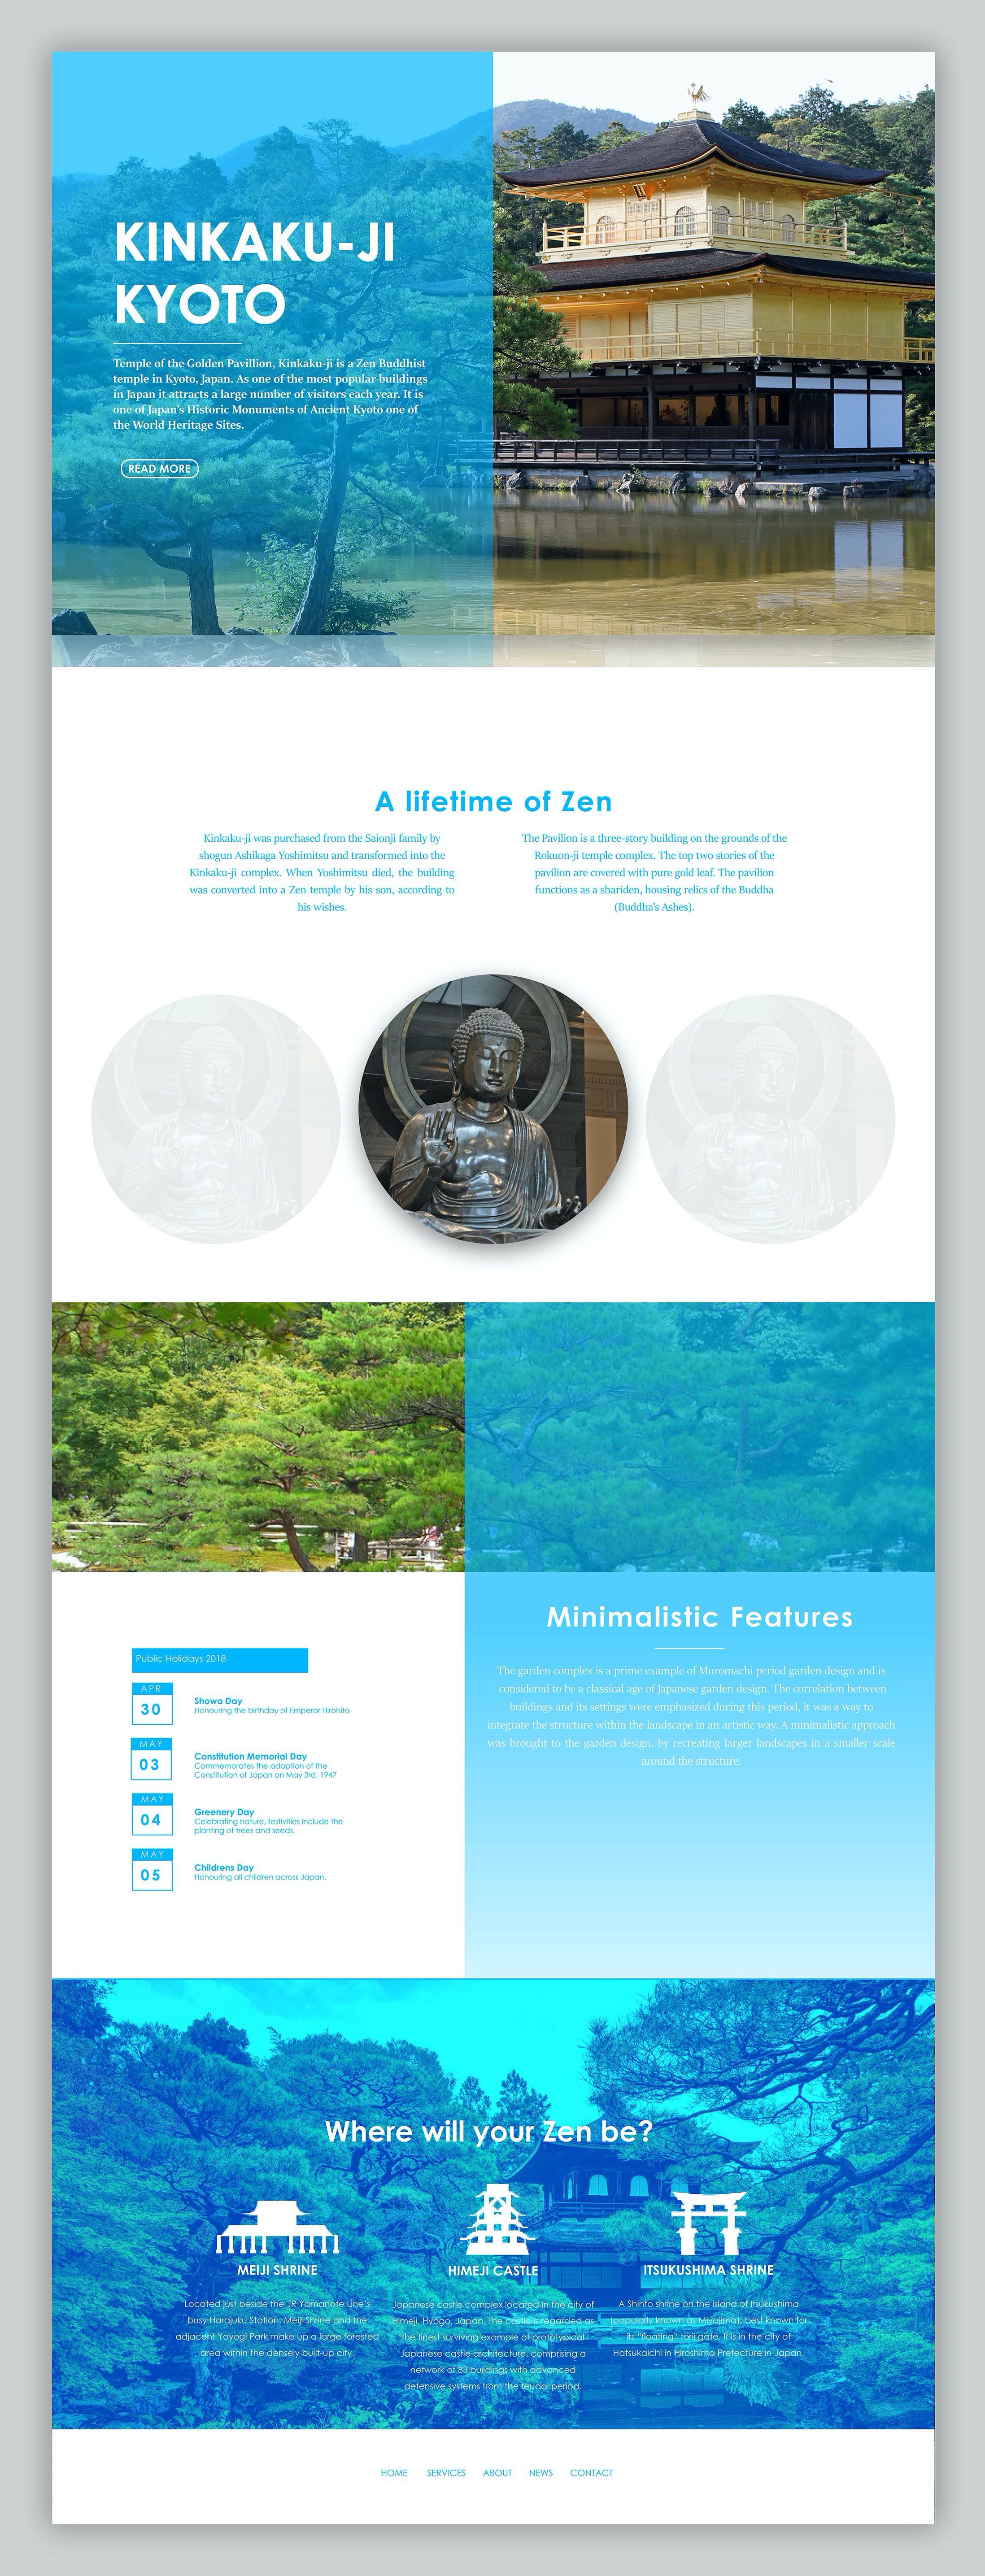 KINKAKU-JI
KYOTO
Temple of the Golden Pavillion, Kinkaku-ji is a Zen Buddhist
temple in Kyoto, Japan. As one of the most popular buildings
in Japan it attracts a large number of visitors each year. It is
one of Japan's Historic Monuments of Ancient Kyoto one of
the World Heritage Sites.
READ MORE
A lifetime of Zen
Kinkaku-ji was purchased from the Saionji family by
shogun Ashikaga Yoshimitsu and transformed into the
Kinkaku-ji complex. When Yoshimitsu died, the building
was converted into a Zen temple by his son, according to
his wishes.
The Pavilion is a three-story building on the grounds of the
Rokuon-ji temple complex. The top two stories of the
pavilion are covered with pure gold leaf. The pavilion
functions as a shariden, housing relics of the Buddha
(Buddha's Ashes).
Public Holidays 2018
APR
30
Showa Day
Honouring the birthday of Emperor Hirohito
MAY
03
Constitution Memorial Day
Commemorates the adoption of the
Constitution of Japan on May 3rd, 1947
MAY
04
Greenery Day
Celebrating nature, festivities include the
planting of trees and seeds.
MAY
05
Childrens Day
Honouring all children across Japan.
Minimalistic Features
The garden complex is a prime example of Muromachi period garden design and is
considered to be a classical age of Japanese garden design. The correlation between
buildings and its settings were emphasized during this period, it was a way to
integrate the structure within the landscape in an artistic way. A minimalistic approach
was brought to the garden design, by recreating larger landscapes in a smaller scale
around the structure.
Where will your Zen be?
MEIJI SHRINE
Located just beside the JR Yamanote Line's
busy Harajuku Station, Meiji Shrine and the
adjacent Yoyogi Park make up a large forested
area within the densely built-up city.
HIMEJI CASTLE
Japanese castle complex located in the city of
Himeji, Hyogo, Japan. The castle is regarded as
the finest surviving example of prototypical
Japanese castle architecture, comprising a
network of 83 buildings with advanced
defensive systems from the feudal period.
ITSUKUSHIMA SHRINE
A Shinto shrine on the island of Itsukushima
(popularly known as Miyajima), best known for
its "floating" torii gate. It is in the city of
Hatsukaichi in Hiroshima Prefecture in Japan.
HOME SERVICES ABOUT NEWS CONTACT